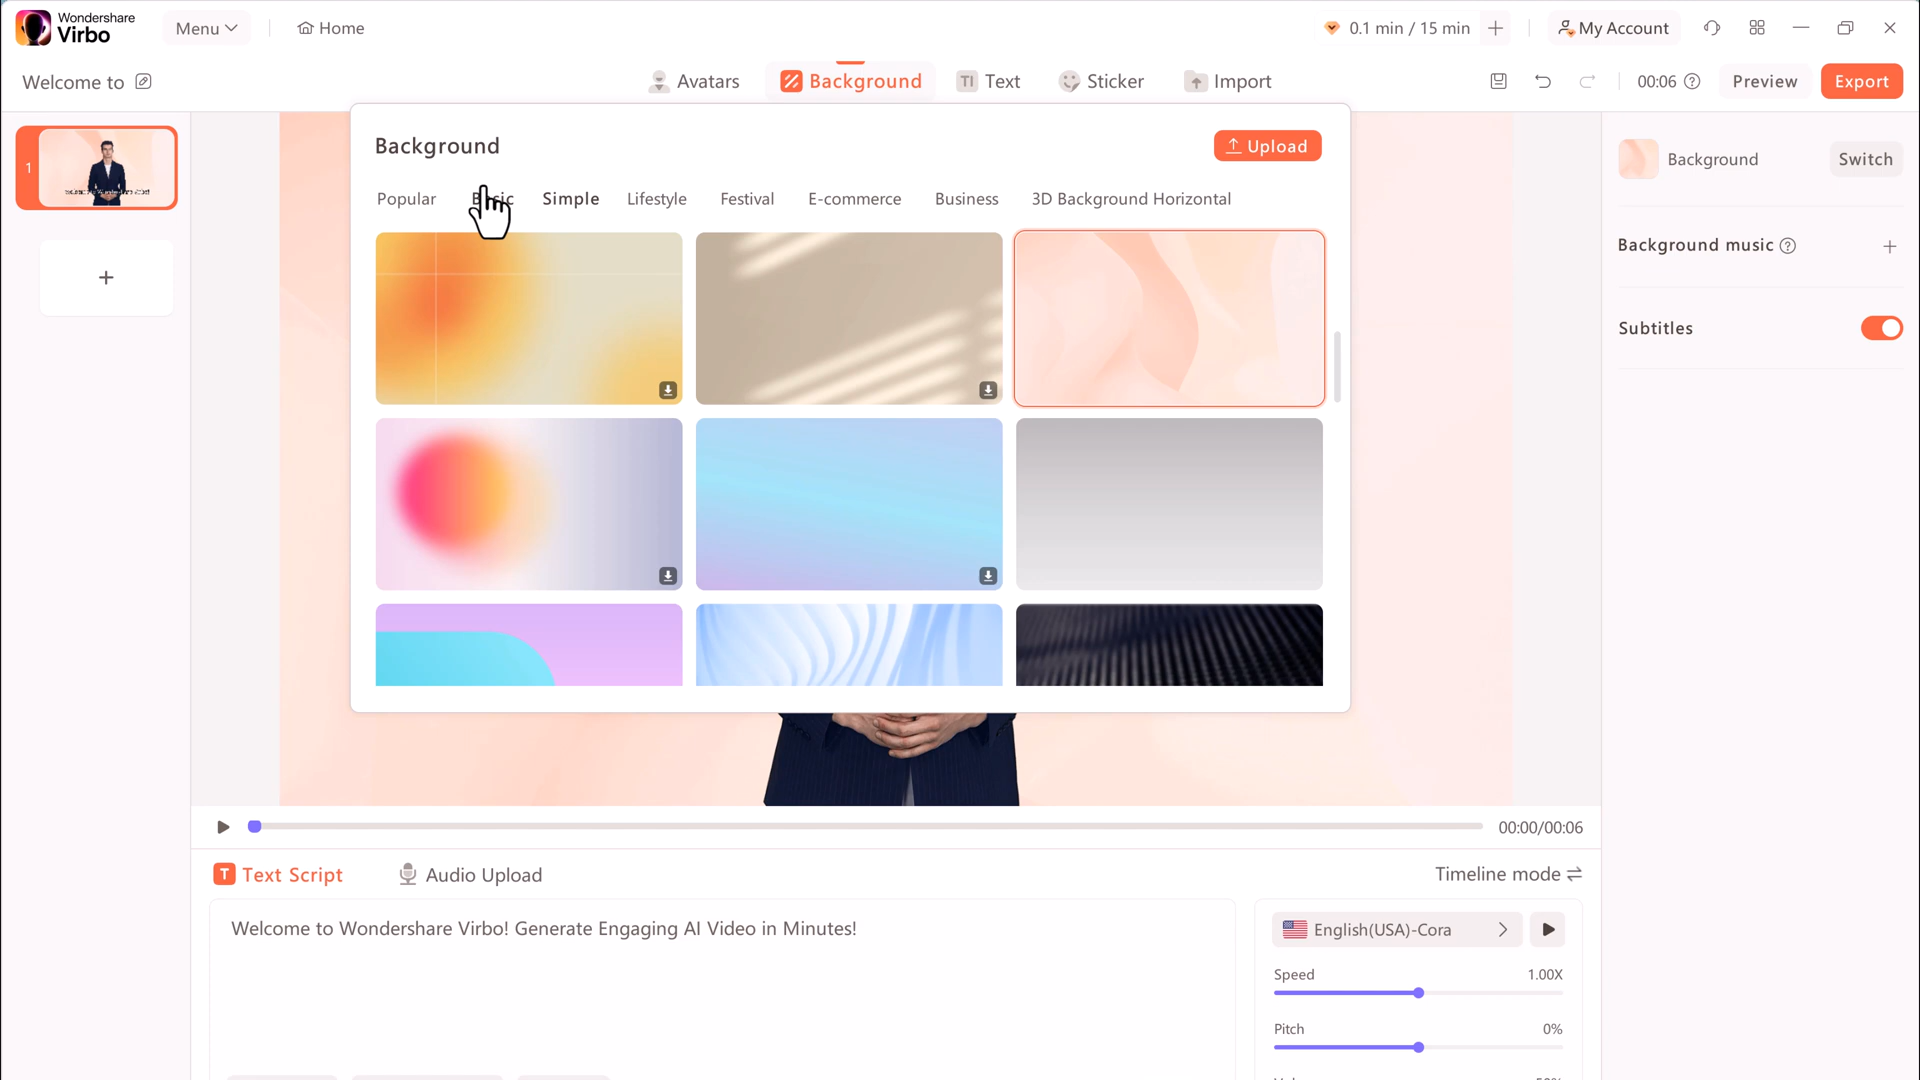 Wondershare
Virbo
Menu
Home
0.1 min / 15 min
My Account
Welcome to
Avatars
Background
TI Text
Sticker
Import
00:06
Preview
Export
1
Background
Upload
Popular
Simple
Lifestyle
Festival
E-commerce
Business
3D Background Horizontal
Background
Switch
Background music
Subtitles
00:00/00:06
T Text Script
Audio Upload
Timeline mode
Welcome to Wondershare Virbo! Generate Engaging AI Video in Minutes!
English(USA)-Cora
Speed
1.00X
Pitch
0%